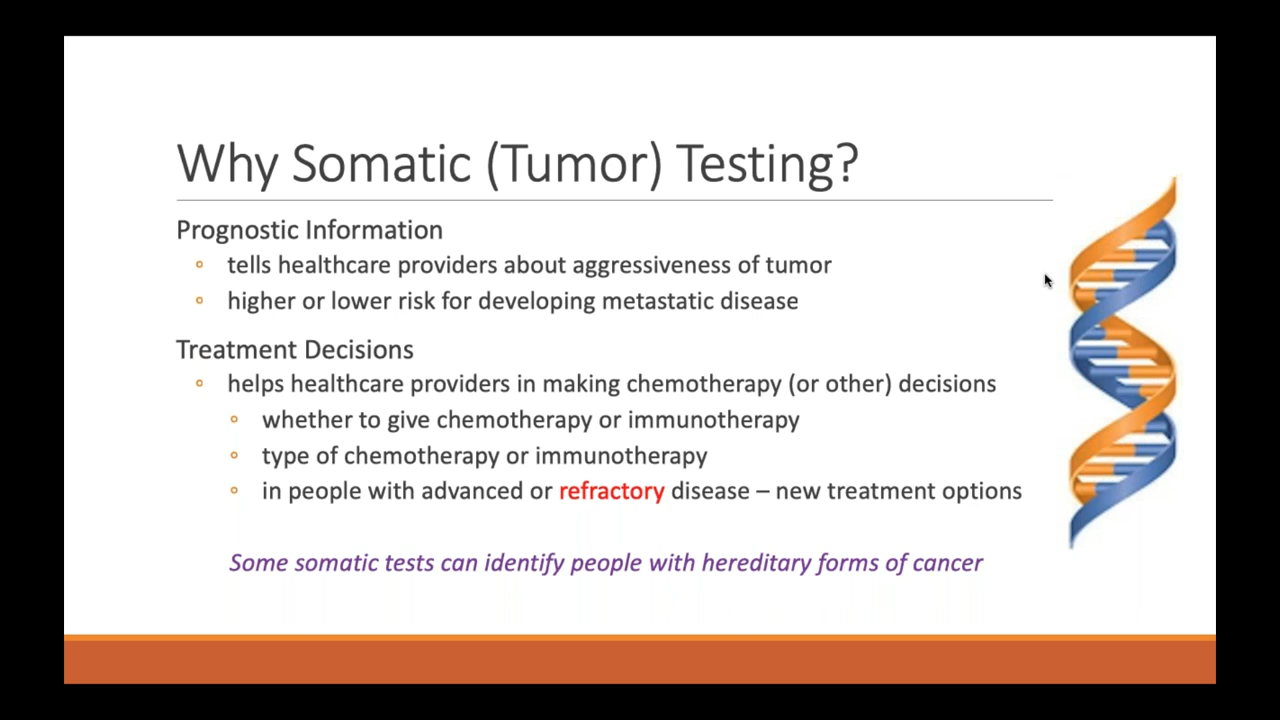 Why Somatic (Tumor) Testing?
Prognostic Information
tells healthcare providers about aggressiveness of tumor
higher or lower risk for developing metastatic disease
Treatment Decisions
helps healthcare providers in making chemotherapy (or other) decisions
whether to give chemotherapy or immunotherapy
type of chemotherapy or immunotherapy
in people with advanced or refractory disease – new treatment options
Some somatic tests can identify people with hereditary forms of cancer